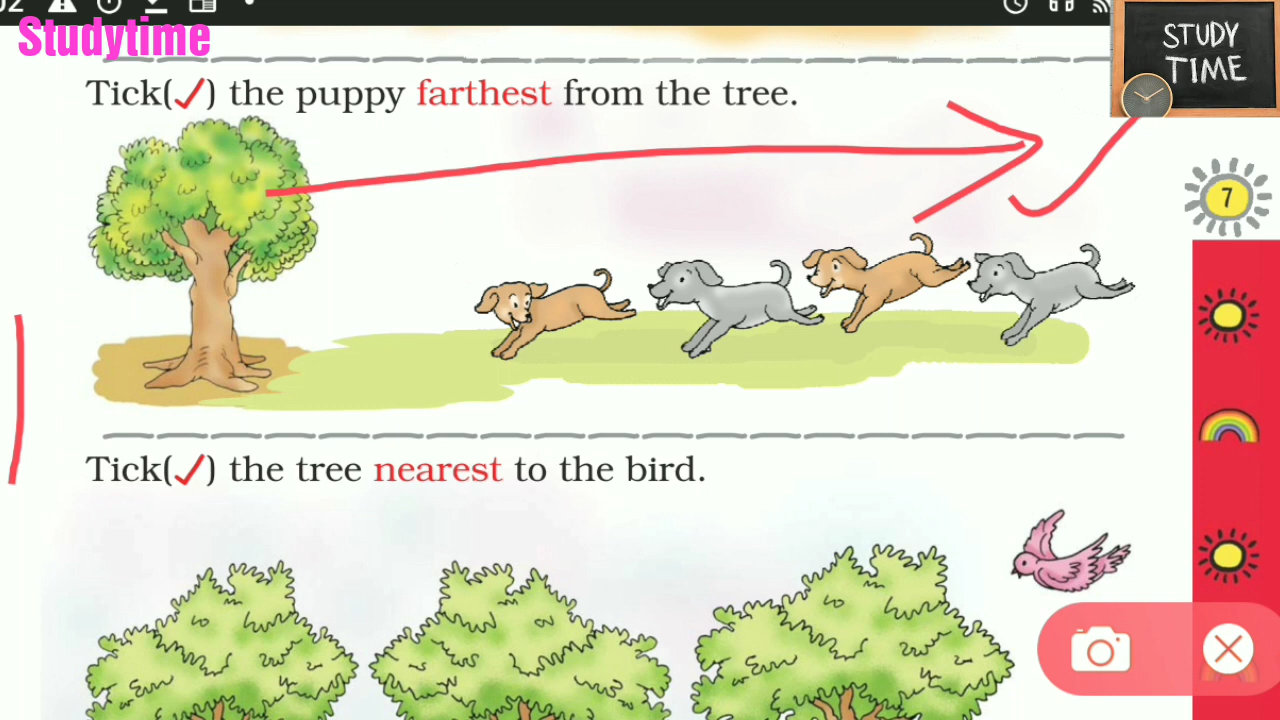 Studytime
STUDY
TIME
Tick(✓) the puppy farthest from the tree.
7
Tick(✓) the tree nearest to the bird.